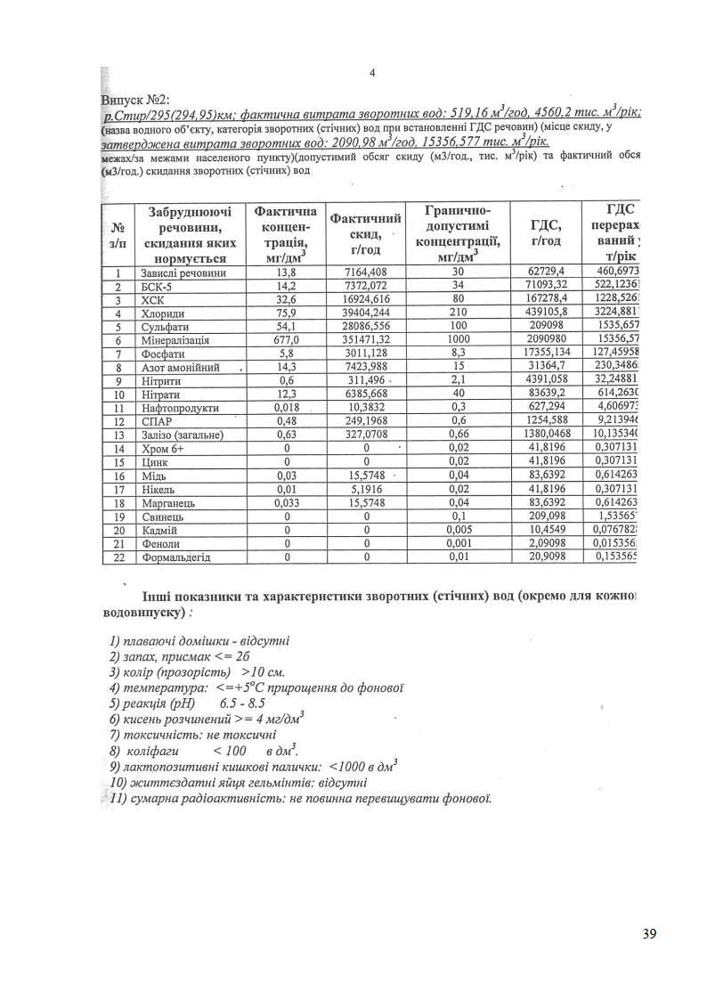 4
Випуск №2:
р.Стир/295(294,95)км; фактична витрата зворотних вод: 519,16 м³/год, 4560,2 тис. м³/рік;
(назва водного об’єкту, категорія зворотних (стічних) вод при встановленні ГДС речовин) (місце скиду, у
затверджена витрата зворотних вод: 2090,98 м³/год, 15356,577 тис. м³/рік.
межах/за межами населеного пункту)(допустимий обсяг скиду (м3/год., тис. м³/рік) та фактичний обся
(м3/год.) скидання зворотних (стічних) вод
№ з/п Забруднюючі речовини, скидання яких нормується Фактична концен-трація, мг/дм³ Фактичний скид, г/год Гранично-допустимі концентрації, мг/дм³ ГДС, г/год ГДС перерах ваний т/рік
1 Завислі речовини 13,8 7164,408 30 62729,4 460,6973
2 БСК-5 14,2 7372,072 34 71093,32 522,1236
3 ХСК 32,6 16924,616 80 167278,4 1228,526
4 Хлориди 75,9 39404,244 210 439105,8 3224,881
5 Сульфати 54,1 28086,556 100 209098 1535,657
6 Мінералізація 677,0 351471,32 1000 2090980 15356,57
7 Фосфати 5,8 3011,128 8,3 17355,134 127,45958
8 Азот амонійний 14,3 7423,988 15 31364,7 230,3486
9 Нітрити 0,6 311,496 2,1 4391,058 32,24881
10 Нітрати 12,3 6385,668 40 83639,2 614,2630
11 Нафтопродукти 0,018 10,3832 0,3 627,294 4,60697
12 СПАР 0,48 249,1968 0,6 1254,588 9,21394
13 Залізо (загальне) 0,63 327,0708 0,66 1380,0468 10,13534
14 Хром 6+ 0 0 0,02 41,8196 0,307131
15 Цинк 0 0 0,02 41,8196 0,307131
16 Мідь 0,03 15,5748 0,04 83,6392 0,614263
17 Нікель 0,01 5,1916 0,02 41,8196 0,307131
18 Марганець 0,033 15,5748 0,04 83,6392 0,614263
19 Свинець 0 0 0,1 209,098 1,53565
20 Кадмій 0 0 0,005 10,4549 0,076782
21 Феноли 0 0 0,001 2,09098 0,015356
22 Формальдегід 0 0 0,01 20,9098 0,15356
Інші показники та характеристики зворотних (стічних) вод (окремо для кожно
водовипуску) :
1) плаваючі домішки - відсутні
2) запах, присмак <= 2б
3) колір (прозорість) >10 см.
4) температура: <=+5°С прирощення до фонової
5) реакція (рН) 6.5 - 8.5
6) кисень розчинений >= 4 мг/дм³
7) токсичність: не токсичні
8) коліфаги < 100 в дм³.
9) лактопозитивні кишкові палички: <1000 в дм³
10) життєздатні яйця гельмінтів: відсутні
11) сумарна радіоактивність: не повинна перевищувати фонової.
39